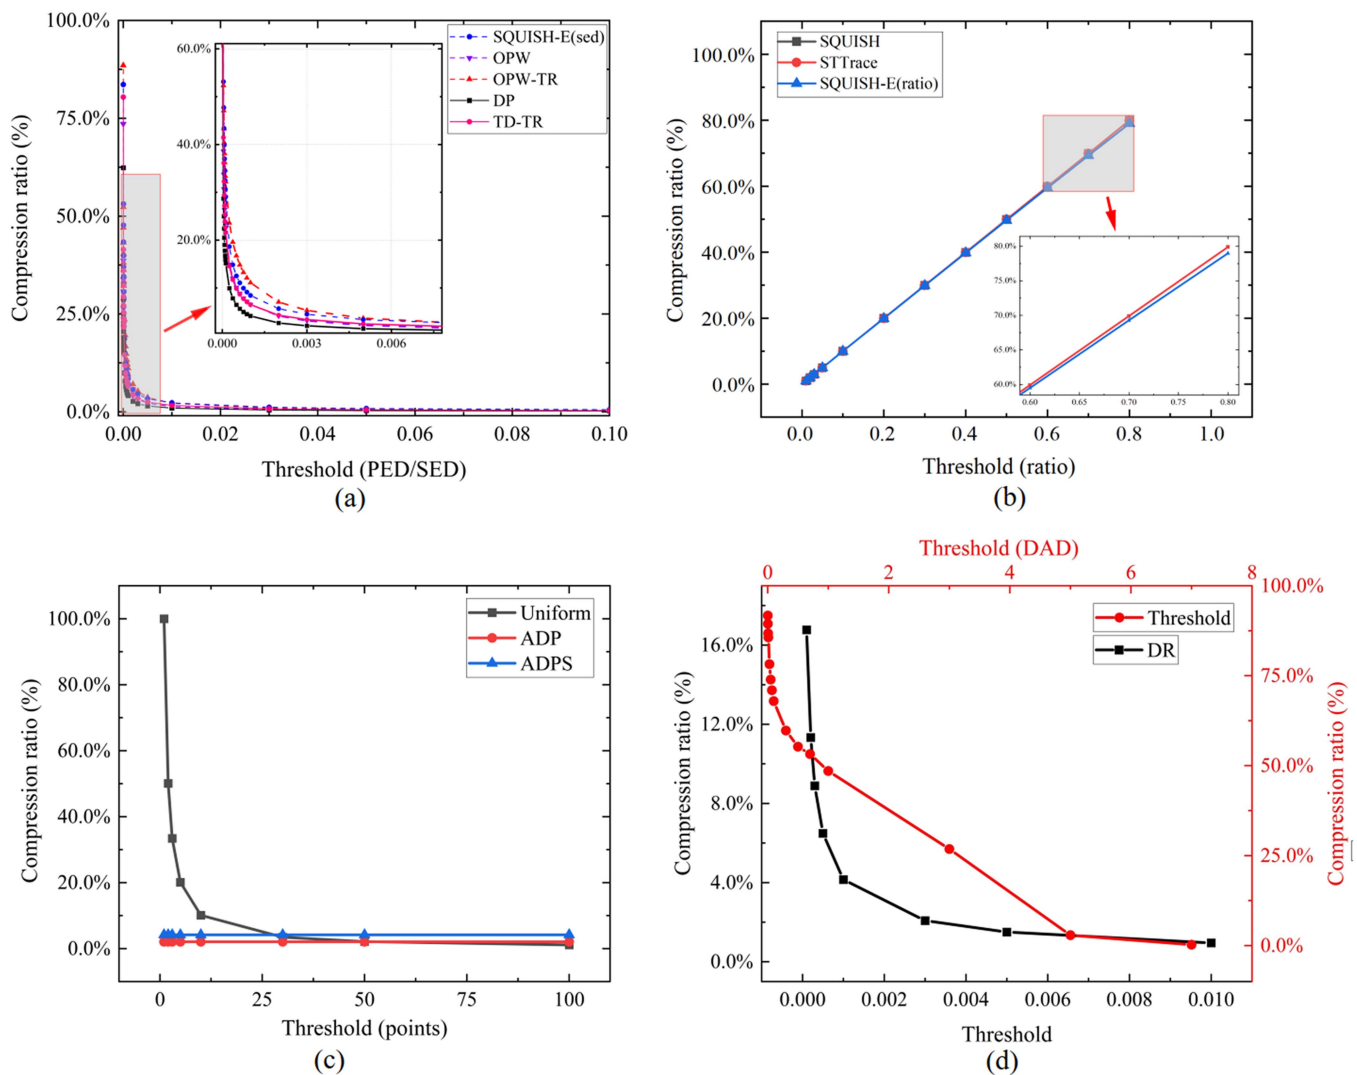 100.0%
75.0%
50.0%
25.0%
0.0%
Compression ratio (%)
SQUISH-E(sed)
OPW
OPW-TR
DP
TD-TR
60.0%
40.0%
20.0%
0.000 0.003 0.006
0.00 0.02 0.04 0.06 0.08 0.10
Threshold (PED/SED)
(a)
100.0%
80.0%
60.0%
40.0%
20.0%
0.0%
Compression ratio (%)
SQUISH
STTrace
SQUISH-E(ratio)
80.0%
75.0%
70.0%
65.0%
60.0%
0.60 0.65 0.70 0.75 0.80
0.0 0.2 0.4 0.6 0.8 1.0
Threshold (ratio)
(b)
100.0%
80.0%
60.0%
40.0%
20.0%
0.0%
Compression ratio (%)
Uniform
ADP
ADPS
0 25 50 75 100
Threshold (points)
(c)
Threshold (DAD)
0 2 4 6 8
16.0%
12.0%
8.0%
4.0%
0.0%
Compression ratio (%)
Threshold
DR
100.0%
75.0%
50.0%
25.0%
0.0%
Compression ratio (%)
0.000 0.002 0.004 0.006 0.008 0.010
Threshold
(d)